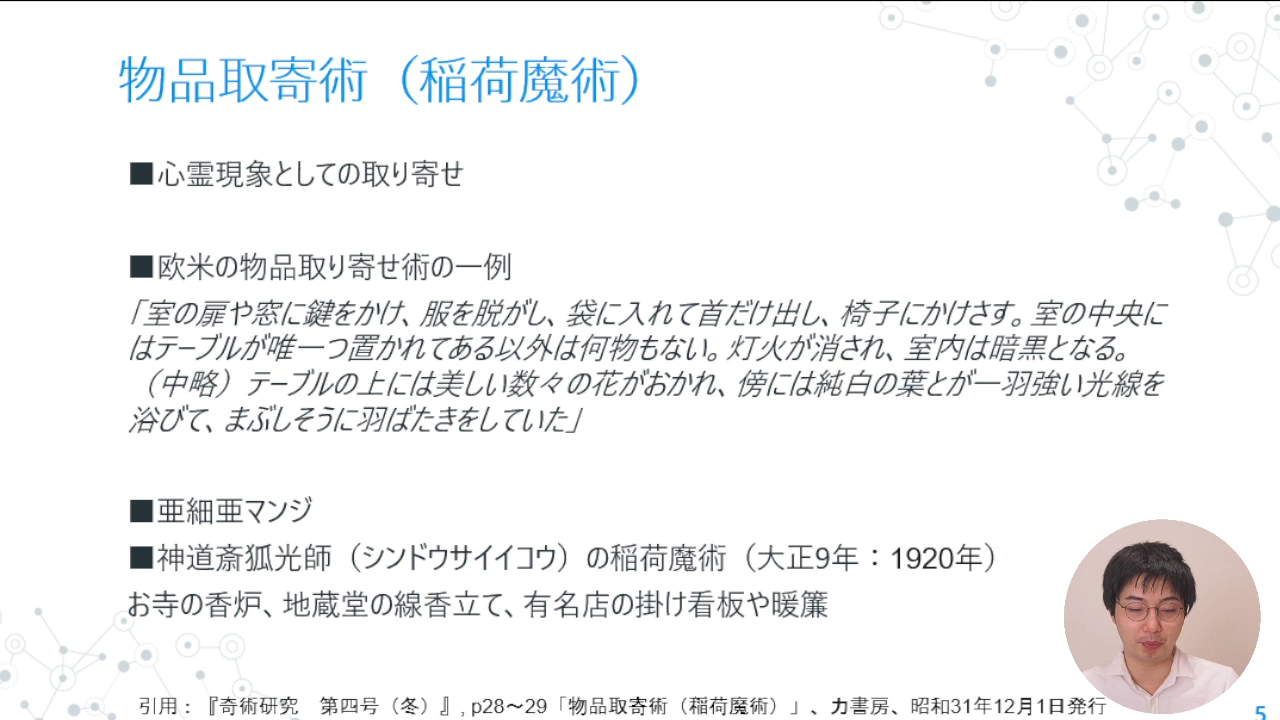 物品取寄術（稲荷魔術）
■心霊現象としての取り寄せ
■欧米の物品取り寄せ術の一例
「室の扉や窓に鍵をかけ、服を脱がし、袋に入れて首だけ出し、椅子にかけさす。室の中央に
はテーブルが唯一つ置かれてある以外は何物もない。灯火が消され、室内は暗黒となる。
（中略）テーブルの上には美しい数々の花がおかれ、傍には純白の葉とが一羽強い光線を
浴びて、まぶしそうに羽ばたきをしていた」
■亜細亜マンジ
■神道斎狐光師（シンドウサイイコウ）の稲荷魔術（大正9年：1920年）
お寺の香炉、地蔵堂の線香立て、有名店の掛け看板や暖簾
引用：『奇術研究　第四号（冬）』, p28～29「物品取寄術（稲荷魔術）」、力書房、昭和31年12月1日発行
5